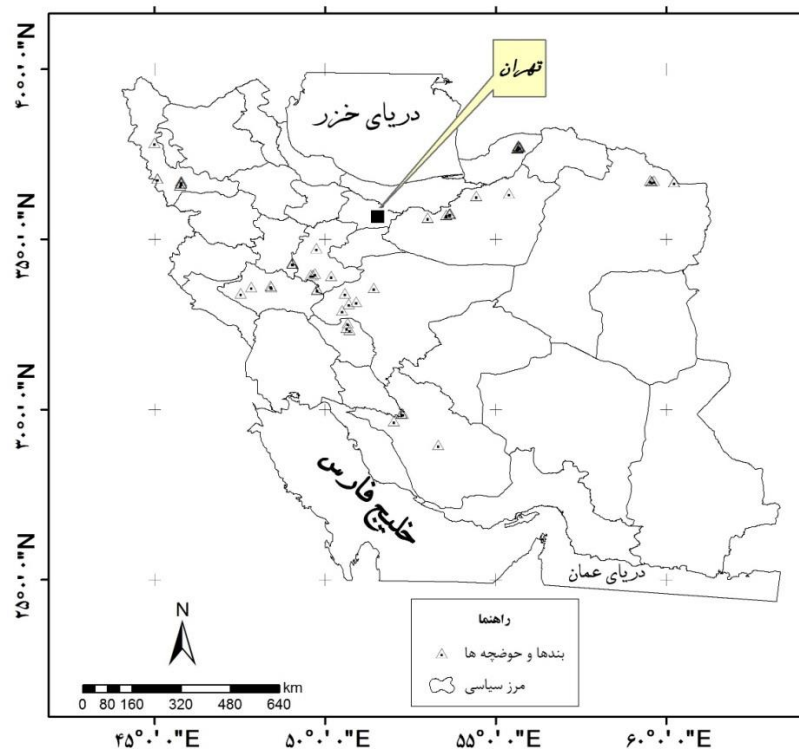 تهران
دریای خزر
خلیج فارس
دریای عمان
راهنما
بندها و حوضچه ها
مرز سیاسی
N
0 80 160 320 480 640 km
۴۰°۰'۰"N
۳۵°۰'۰"N
۳۰°۰'۰"N
۲۵°۰'۰"N
۴۵°۰'۰"E
۵۰°۰'۰"E
۵۵°۰'۰"E
۶۰°۰'۰"E